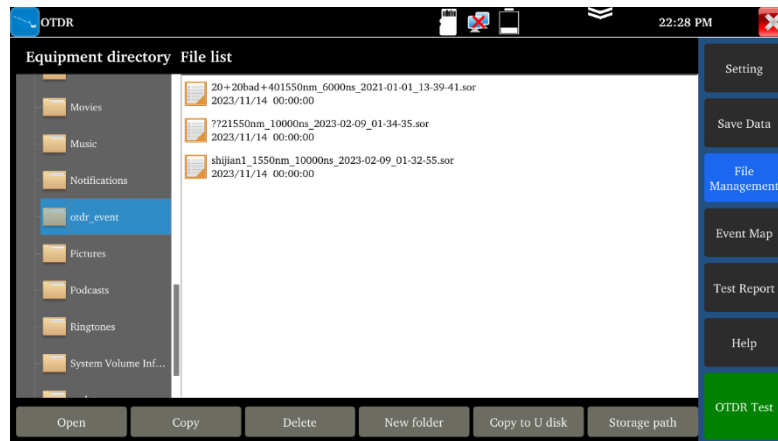 OTDR
22:28 PM
Equipment directory
File list
Movies
Music
Notifications
otdr_event
Pictures
Podcasts
Ringtones
System Volume Inf...
20+20bad+401550nm_6000ns_2021-01-01_13-39-41.sor
2023/11/14 00:00:00
??21550nm_10000ns_2023-02-09_01-34-35.sor
2023/11/14 00:00:00
shijian1_1550nm_10000ns_2023-02-09_01-32-55.sor
2023/11/14 00:00:00
Setting
Save Data
File
Management
Event Map
Test Report
Help
OTDR Test
Open
Copy
Delete
New folder
Copy to U disk
Storage path